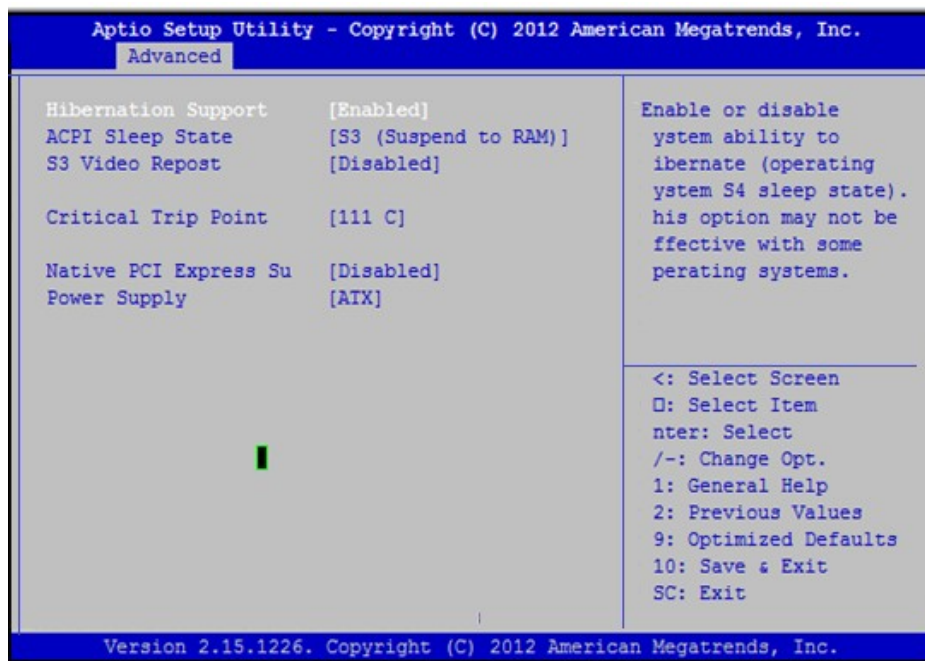 Aptio Setup Utility - Copyright (C) 2012 American Megatrends, Inc.
Advanced
Hibernation Support [Enabled]
ACPI Sleep State [S3 (Suspend to RAM)]
S3 Video Repost [Disabled]
Critical Trip Point [111 C]
Native PCI Express Su [Disabled]
Power Supply [ATX]
Enable or disable
ystem ability to
ibernate (operating
ystem S4 sleep state).
his option may not be
ffective with some
perating systems.
<: Select Screen
□: Select Item
nter: Select
/-: Change Opt.
1: General Help
2: Previous Values
9: Optimized Defaults
10: Save & Exit
SC: Exit
Version 2.15.1226. Copyright (C) 2012 American Megatrends, Inc.